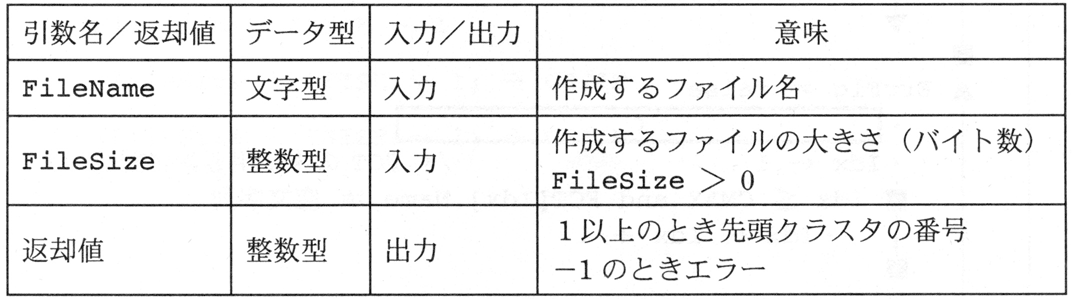 引数名／返却値 データ型 入力／出力 意味
FileName 文字型 入力 作成するファイル名
FileSize 整数型 入力 作成するファイルの大きさ（バイト数）
FileSize ＞ 0
返却値 整数型 出力 １以上のとき先頭クラスタの番号
－1 のときエラー